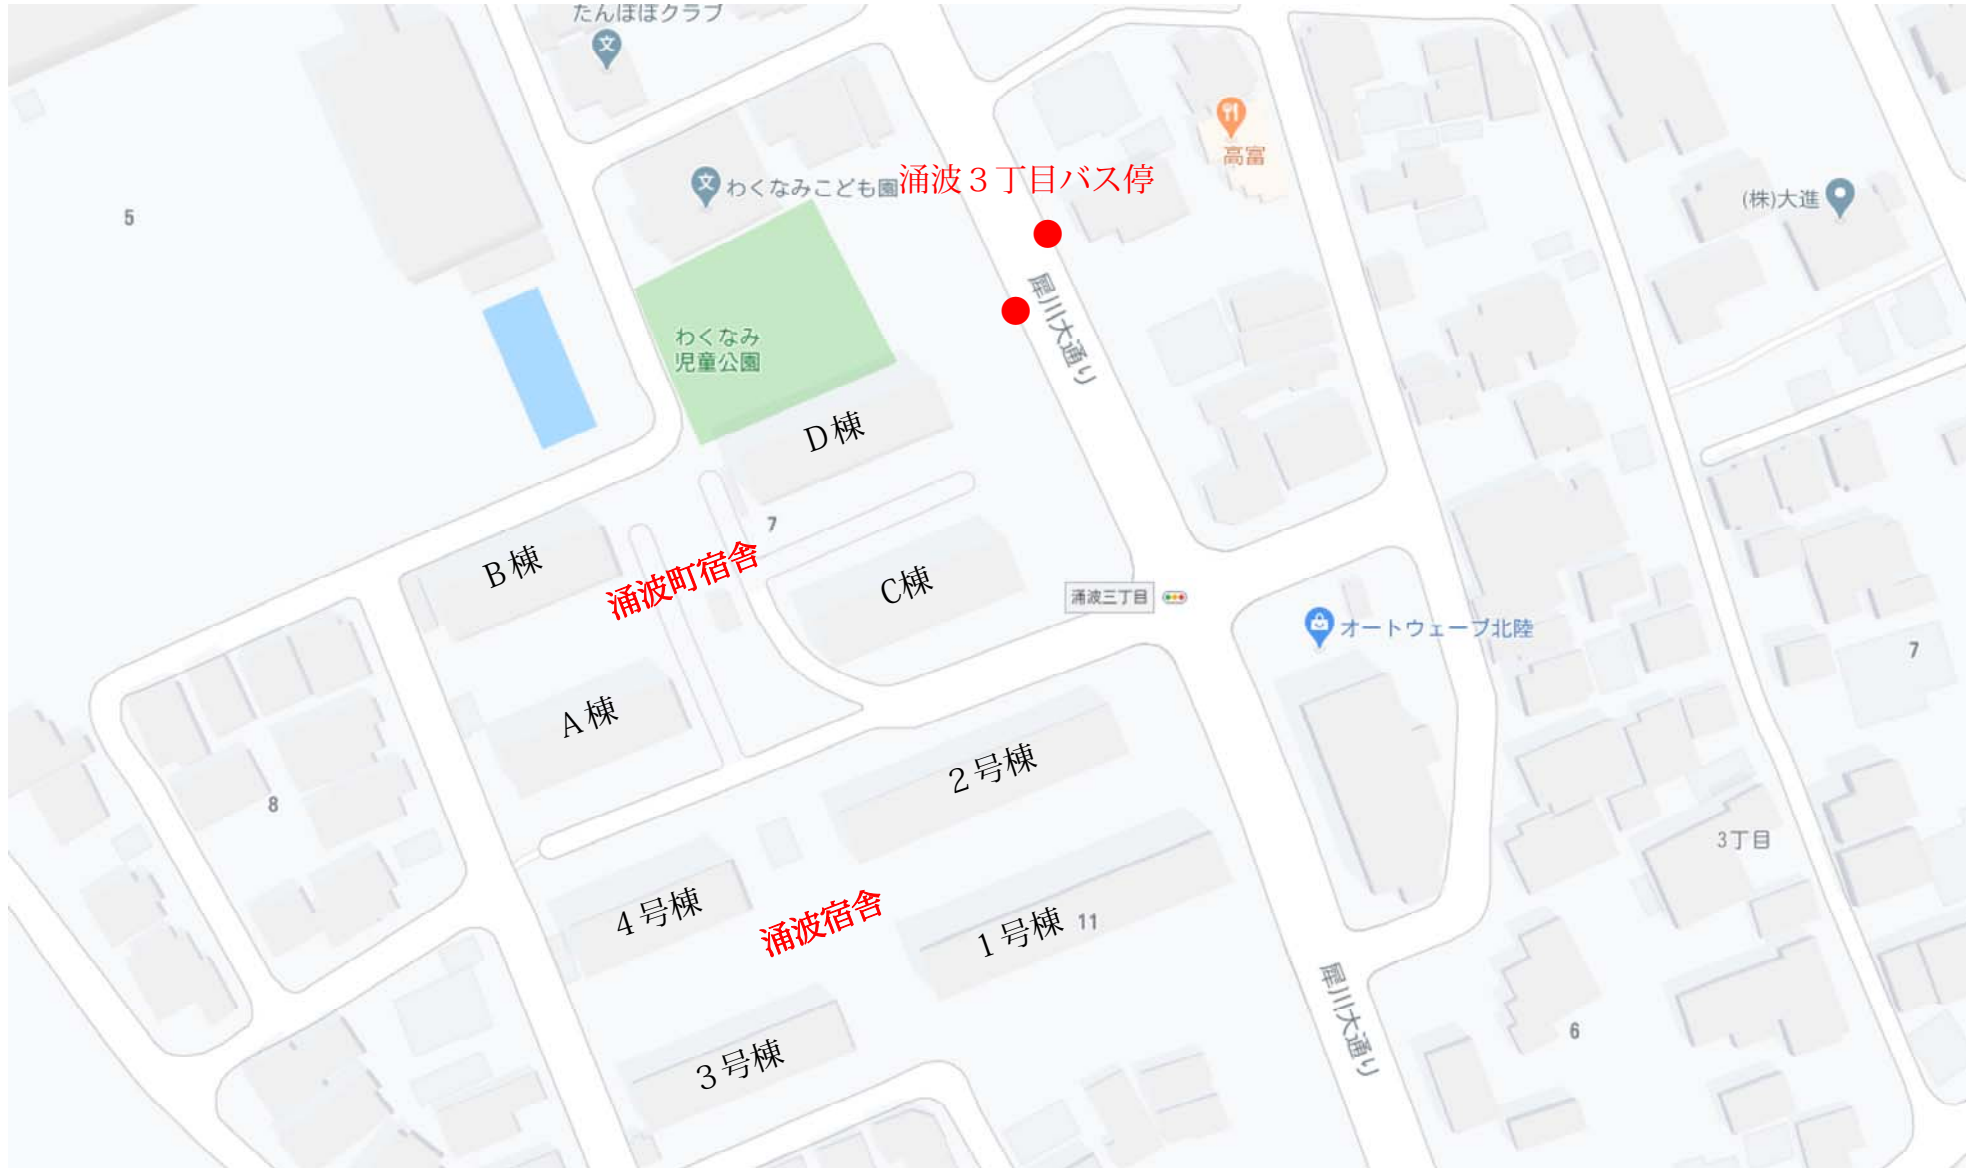 たんぽぽクラブ
わくなみこども園
涌波３丁目バス停
高富
(株)大進
5
犀川大通り
わくなみ
児童公園
D棟
7
B棟
涌波町宿舎
C棟
涌波三丁目
オートウェーブ北陸
7
A棟
2号棟
8
3丁目
4号棟
涌波宿舎
1号棟
11
犀川大通り
6
3号棟